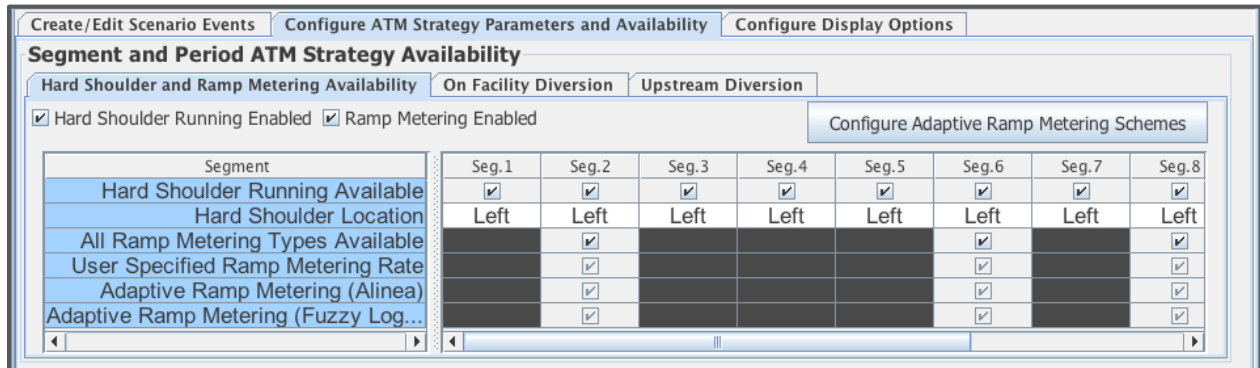 Create/Edit Scenario Events Configure ATM Strategy Parameters and Availability Configure Display Options
Segment and Period ATM Strategy Availability
Hard Shoulder and Ramp Metering Availability On Facility Diversion Upstream Diversion
Hard Shoulder Running Enabled Ramp Metering Enabled Configure Adaptive Ramp Metering Schemes
Segment Seg.1 Seg.2 Seg.3 Seg.4 Seg.5 Seg.6 Seg.7 Seg.8
Hard Shoulder Running Available
Hard Shoulder Location Left Left Left Left Left Left Left Left
All Ramp Metering Types Available
User Specified Ramp Metering Rate
Adaptive Ramp Metering (Alinea)
Adaptive Ramp Metering (Fuzzy Log...